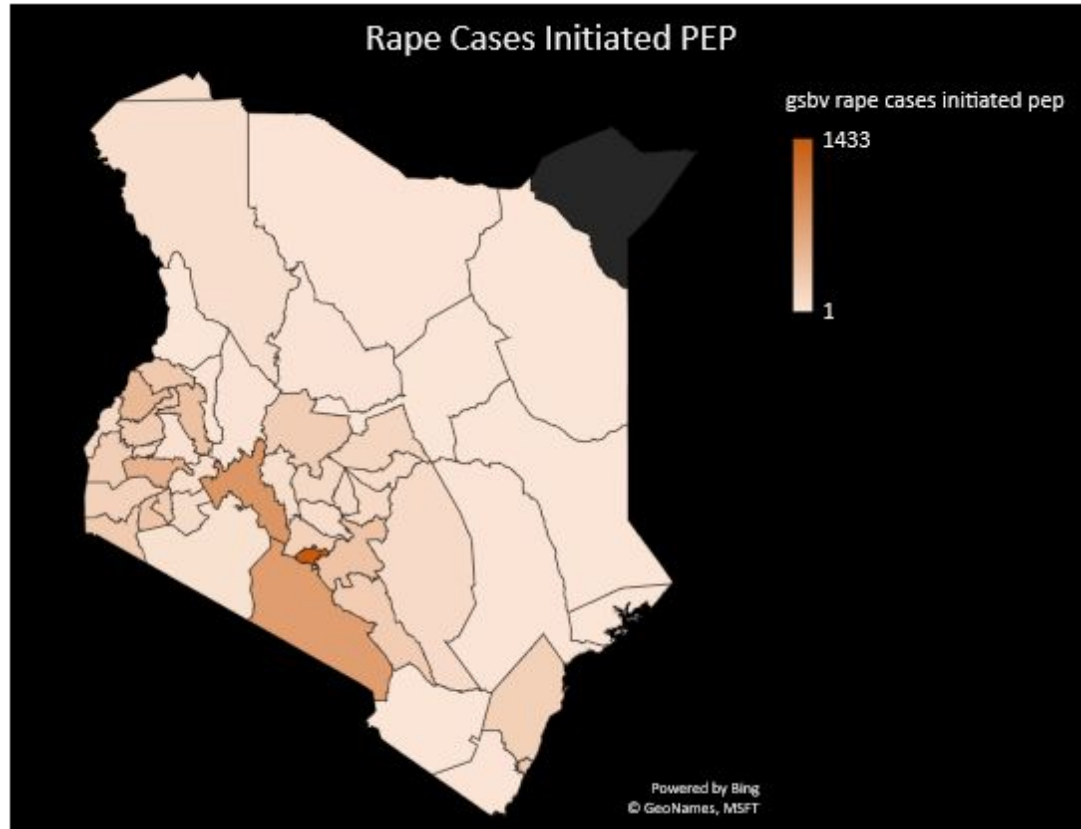 Rape Cases Initiated PEP
gsbv rape cases initiated pep
1433
1
Powered by Bing
© GeoNames, MSFT